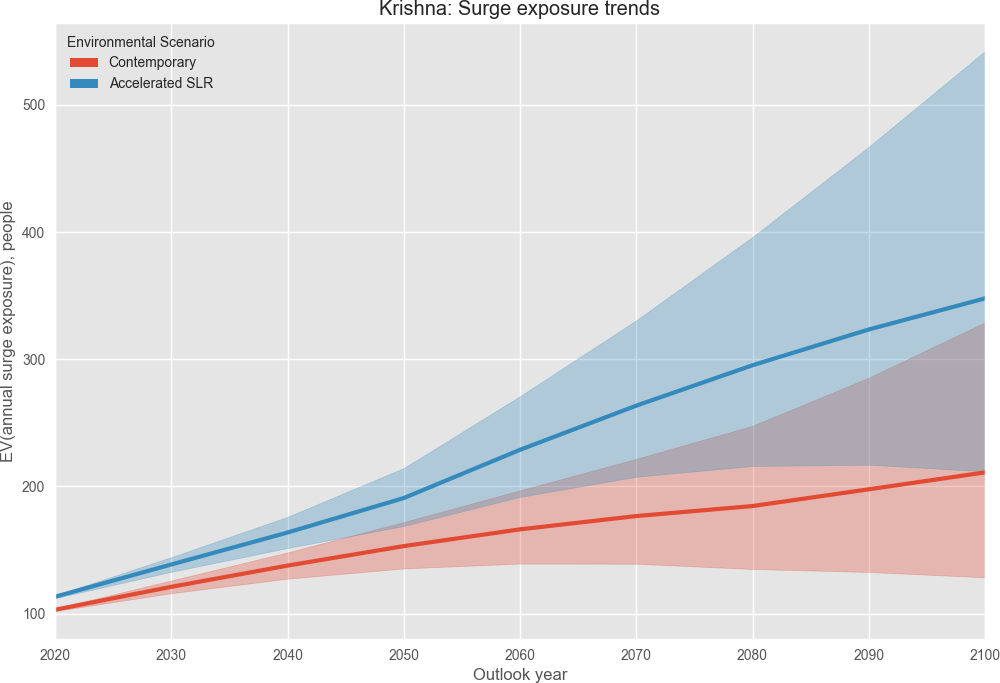 Krishna: Surge exposure trends
Environmental Scenario
Contemporary
Accelerated SLR
EV(annual surge exposure), people
500
400
300
200
100
2020 2030 2040 2050 2060 2070 2080 2090 2100
Outlook year